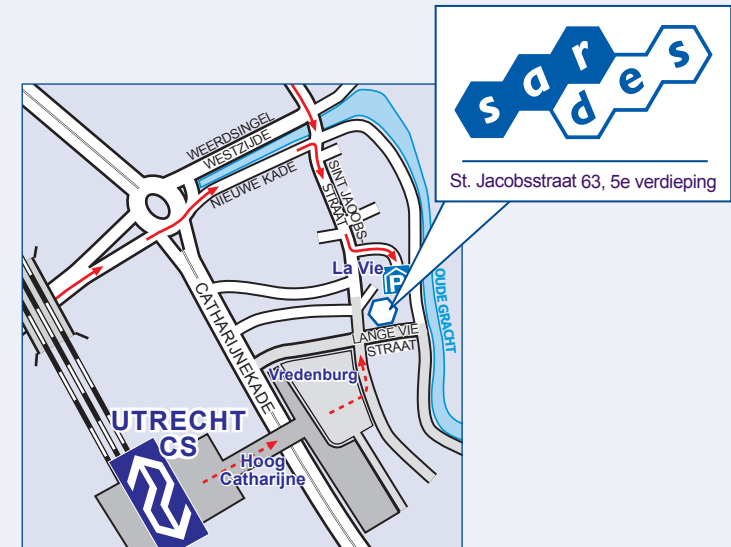 sardes
St. Jacobsstraat 63, 5e verdieping
WEERDSINGEL
WESTZIJDE
NIEUWE KADE
SINT JACOBS
STRAAT
La Vie
P
OUDE GRACHT
CATHARIJNEKADE
LANGE VIE
STRAAT
Vredenburg
UTRECHT
CS
Hoog
Catharijne